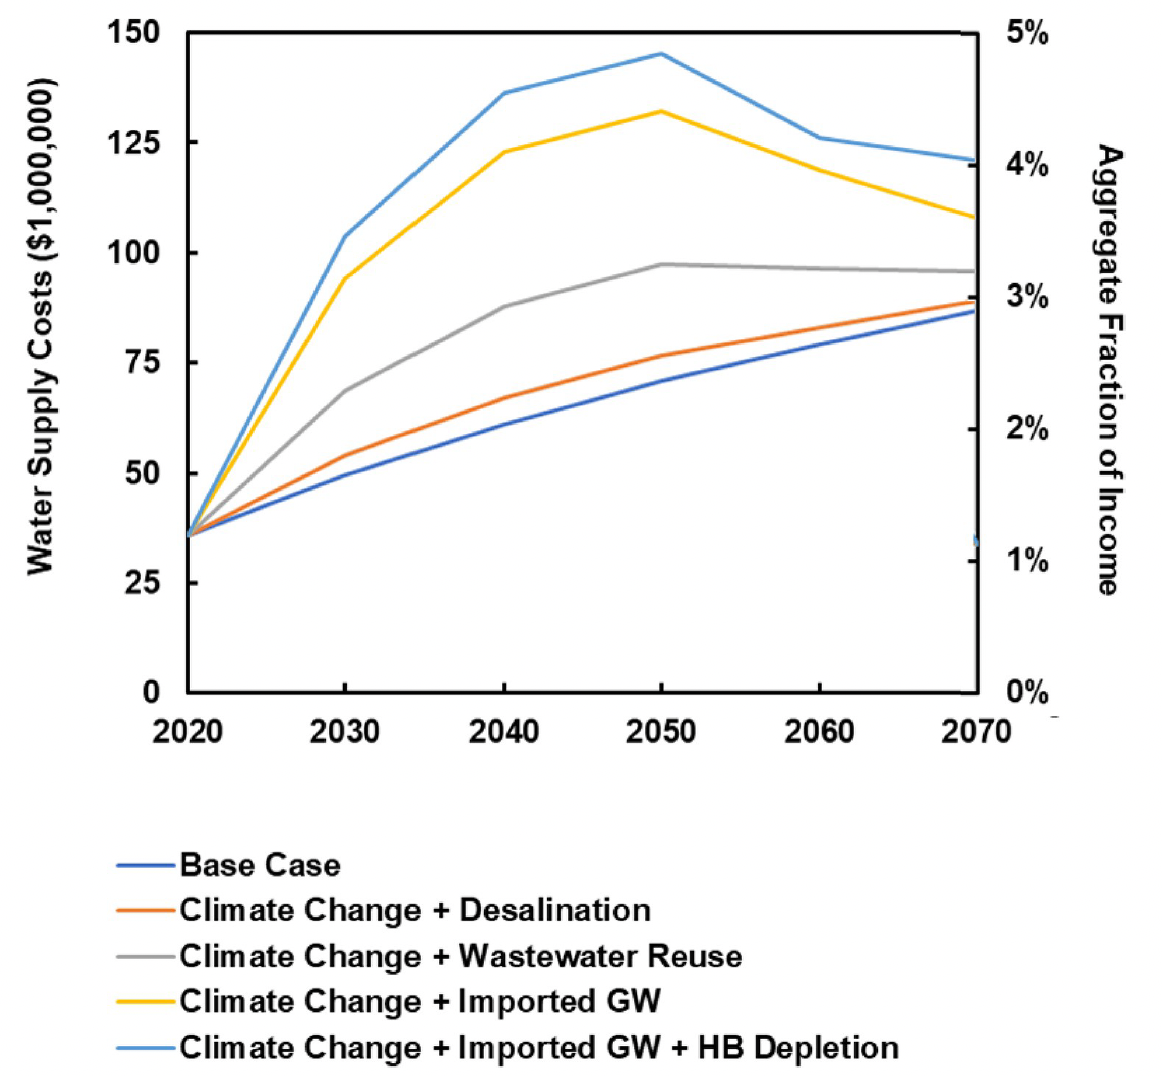 150
125
100
75
50
25
0
Water Supply Costs ($1,000,000)
5%
4%
3%
2%
1%
0%
Aggregate Fraction of Income
2020 2030 2040 2050 2060 2070
Base Case
Climate Change + Desalination
Climate Change + Wastewater Reuse
Climate Change + Imported GW
Climate Change + Imported GW + HB Depletion